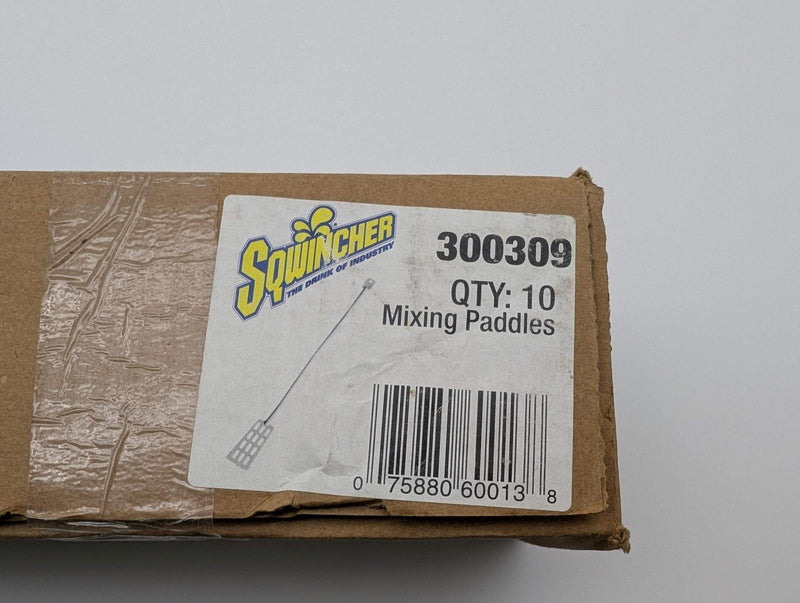 SQWINCHER
THE DRINK OF INDUSTRY
300309
QTY: 10
Mixing Paddles
0 75880 60013 8